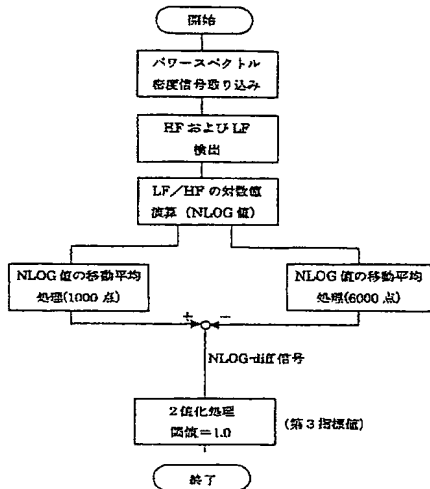 開始
パワースペクトル
密度信号取り込み
HF および LF
検出
LF／HF の対数値
演算（NLOG 値）
NLOG 値の移動平均
処理(1000 点)
NLOG 値の移動平均
処理(6000 点)
+
−
NLOG-diff信号
2 値化処理
閾値＝1.0
(第 3 指標値)
終了